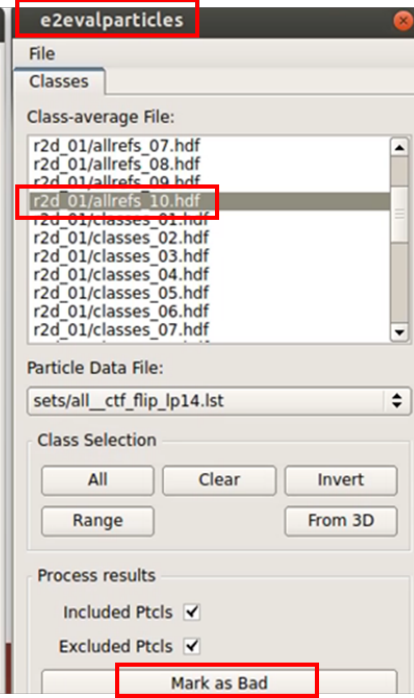 e2evalparticles
File
Classes
Class-average File:
r2d_01/allrefs_07.hdf
r2d_01/allrefs_08.hdf
r2d_01/allrefs_09.hdf
r2d_01/allrefs_10.hdf
r2d_01/classes_01.hdf
r2d_01/classes_02.hdf
r2d_01/classes_03.hdf
r2d_01/classes_04.hdf
r2d_01/classes_05.hdf
r2d_01/classes_06.hdf
r2d_01/classes_07.hdf
Particle Data File:
sets/all__ctf_flip_lp14.lst
Class Selection
All Clear Invert
Range From 3D
Process results
Included Ptcls
Excluded Ptcls
Mark as Bad